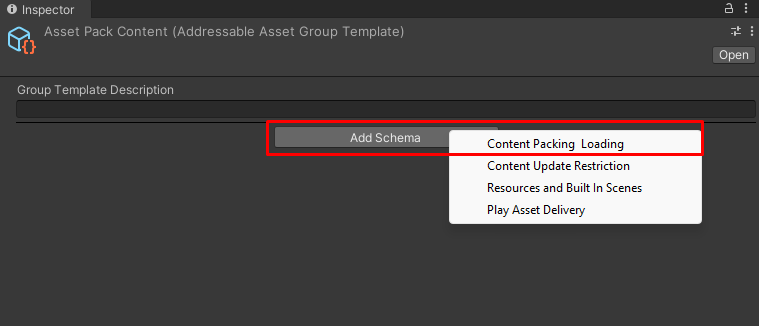 Inspector
Asset Pack Content (Addressable Asset Group Template)
Open
Group Template Description
Add Schema
Content Packing  Loading
Content Update Restriction
Resources and Built In Scenes
Play Asset Delivery